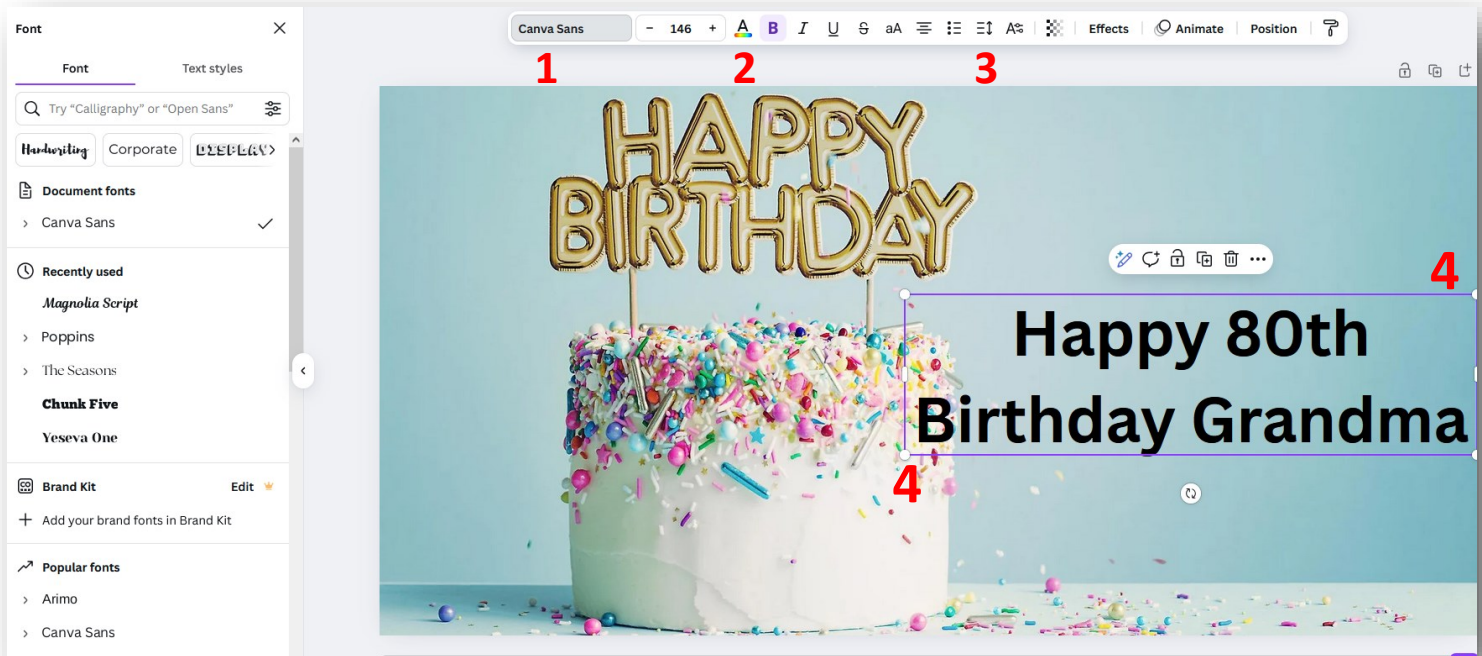 Font
Canva Sans
– 146 +
A B I U S aA
Effects
Animate
Position
1
2
3
Font
Text styles
Try “Calligraphy” or “Open Sans”
Handwriting
Corporate
DISPLAY
Document fonts
Canva Sans
Recently used
Magnolia Script
Poppins
The Seasons
Chunk Five
Yeseva One
Brand Kit
Edit
Add your brand fonts in Brand Kit
Popular fonts
Arimo
Canva Sans
HAPPY
BIRTHDAY
4
Happy 80th
Birthday Grandma
4